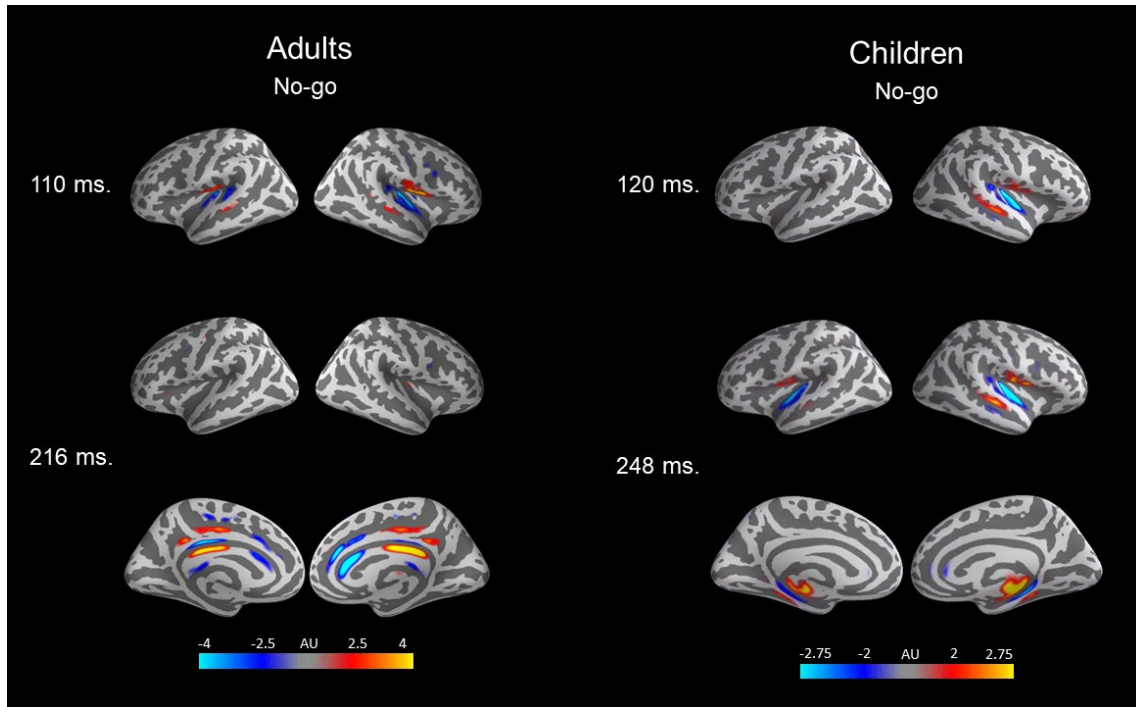 Adults
No-go
110 ms.
216 ms.
-4 -2.5 AU 2.5 4
Children
No-go
120 ms.
248 ms.
-2.75 -2 AU 2 2.75